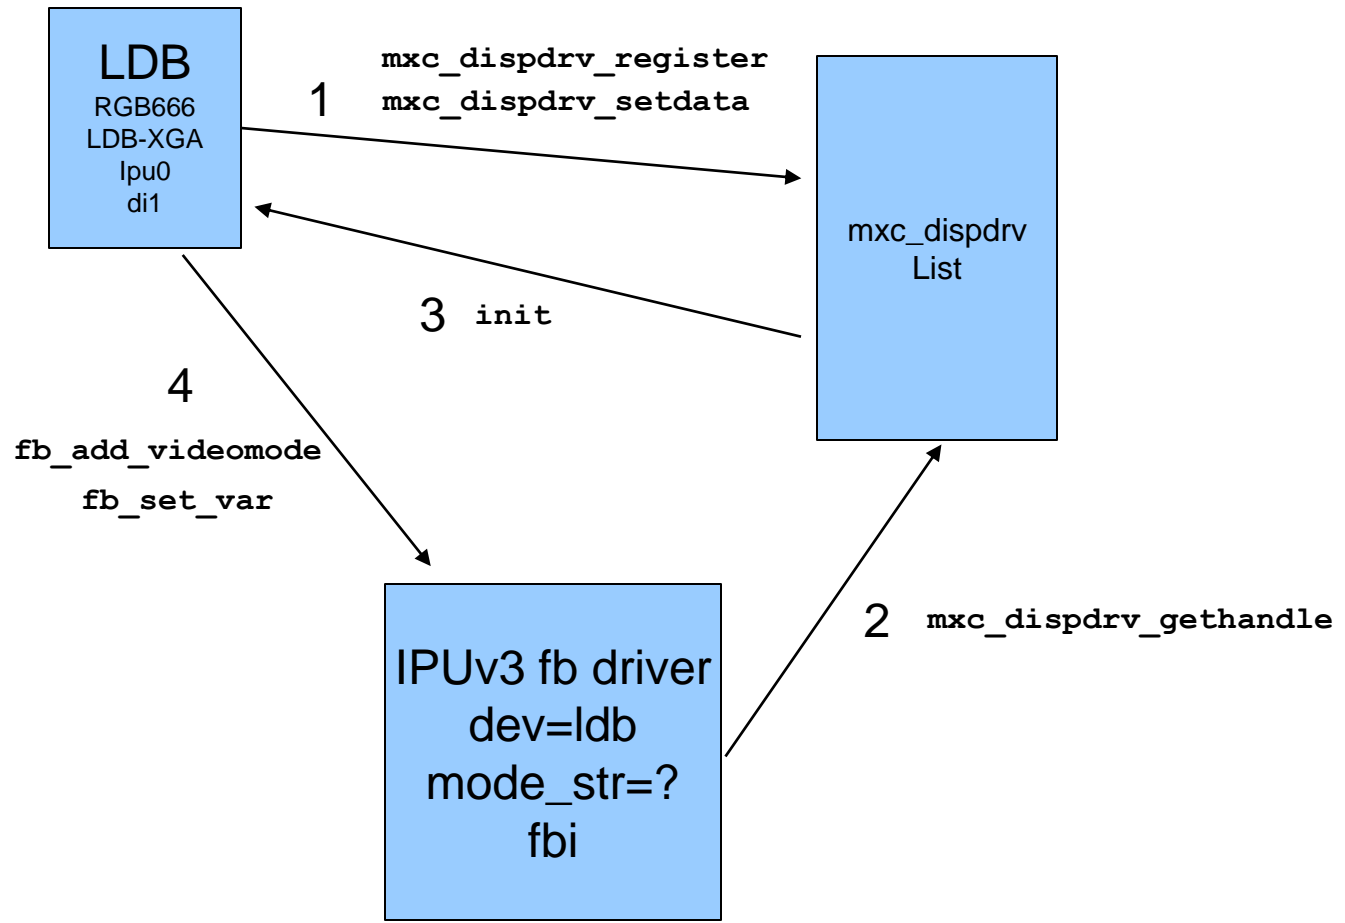 LDB
RGB666
LDB-XGA
Ipu0
di1
1
mxc_dispdrv_register
mxc_dispdrv_setdata
mxc_dispdrv
List
3 init
4
fb_add_videomode
fb_set_var
2 mxc_dispdrv_gethandle
IPUv3 fb driver
dev=ldb
mode_str=?
fbi